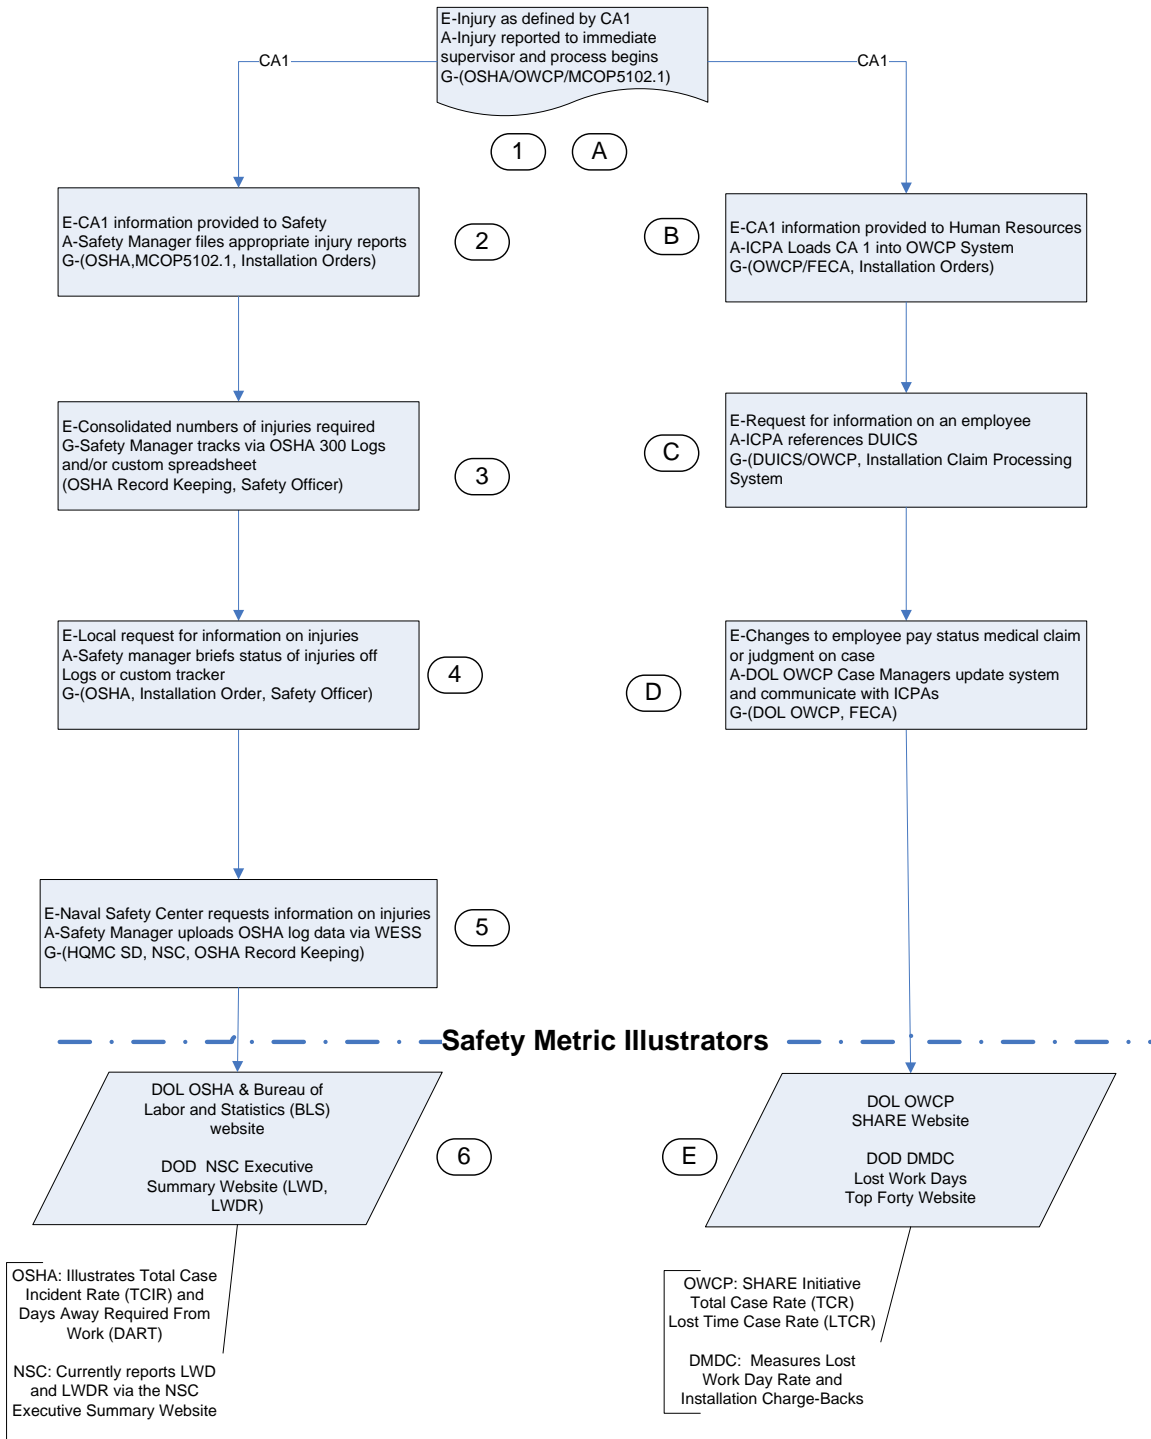 E-Injury as defined by CA1
A-Injury reported to immediate
supervisor and process begins
G-(OSHA/OWCP/MCOP5102.1)
CA1
CA1
1
A
E-CA1 information provided to Safety
A-Safety Manager files appropriate injury reports
G-(OSHA,MCOP5102.1, Installation Orders)
2
B
E-CA1 information provided to Human Resources
A-ICPA Loads CA 1 into OWCP System
G-(OWCP/FECA, Installation Orders)
E-Consolidated numbers of injuries required
G-Safety Manager tracks via OSHA 300 Logs
and/or custom spreadsheet
(OSHA Record Keeping, Safety Officer)
3
C
E-Request for information on an employee
A-ICPA references DUICS
G-(DUICS/OWCP, Installation Claim Processing
System
E-Local request for information on injuries
A-Safety manager briefs status of injuries off
Logs or custom tracker
G-(OSHA, Installation Order, Safety Officer)
4
D
E-Changes to employee pay status medical claim
or judgment on case
A-DOL OWCP Case Managers update system
and communicate with ICPAs
G-(DOL OWCP, FECA)
E-Naval Safety Center requests information on injuries
A-Safety Manager uploads OSHA log data via WESS
G-(HQMC SD, NSC, OSHA Record Keeping)
5
Safety Metric Illustrators
DOL OSHA & Bureau of
Labor and Statistics (BLS)
website
DOD NSC Executive
Summary Website (LWD,
LWDR)
6
E
DOL OWCP
SHARE Website
DOD DMDC
Lost Work Days
Top Forty Website
OSHA: Illustrates Total Case
Incident Rate (TCIR) and
Days Away Required From
Work (DART)
NSC: Currently reports LWD
and LWDR via the NSC
Executive Summary Website
OWCP: SHARE Initiative
Total Case Rate (TCR)
Lost Time Case Rate (LTCR)
DMDC: Measures Lost
Work Day Rate and
Installation Charge-Backs